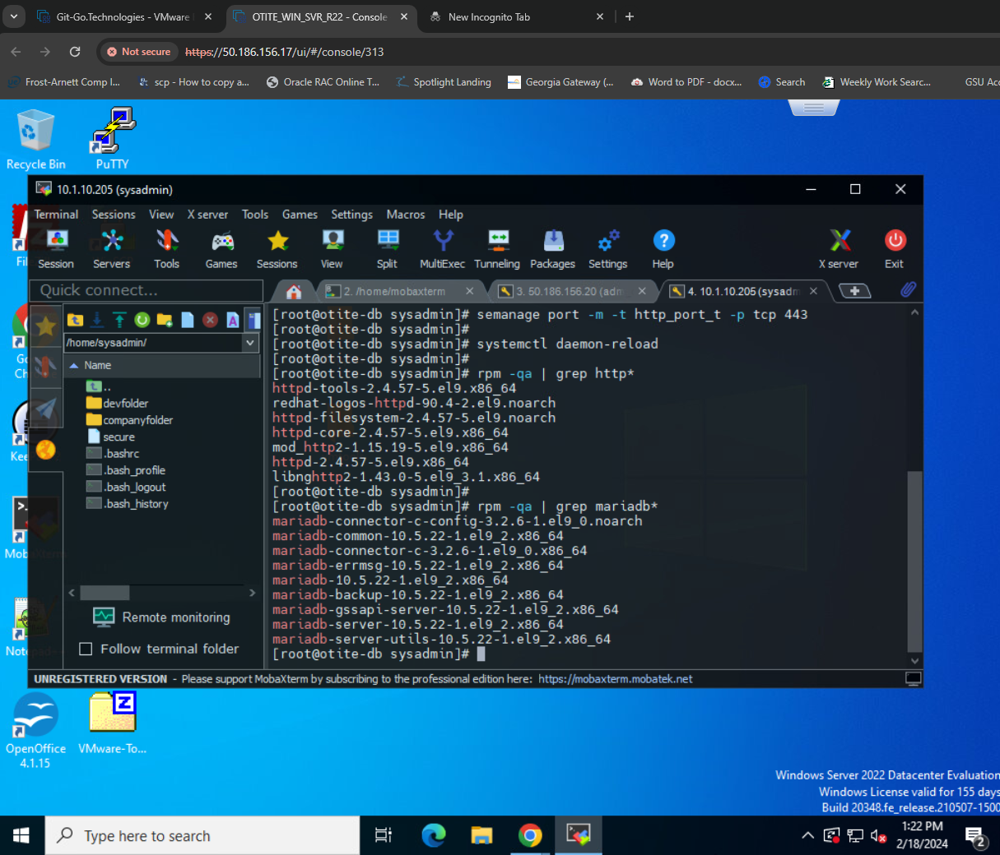 Git-Go.Technologies - VMware
OTITE_WIN_SVR_R22 - Console
New Incognito Tab
Not secure
https://50.186.156.17/ui/#/console/313
Frost-Arnett Comp I...
scp - How to copy a...
Oracle RAC Online T...
Spotlight Landing
Georgia Gateway (...
Word to PDF - docx...
Search
Weekly Work Searc...
GSU Acc
Recycle Bin
PuTTY
10.1.10.205 (sysadmin)
Terminal Sessions View X server Tools Games Settings Macros Help
Session Servers Tools Games Sessions View Split MultiExec Tunneling Packages Settings Help X server Exit
Quick connect...
2. /home/mobaxterm
3. 50.186.156.20 (adm
4. 10.1.10.205 (sysadm
/home/sysadmin/
Name
..
devfolder
companyfolder
secure
.bashrc
.bash_profile
.bash_logout
.bash_history
Remote monitoring
Follow terminal folder
[root@otite-db sysadmin]# semanage port -m -t http_port_t -p tcp 443
[root@otite-db sysadmin]#
[root@otite-db sysadmin]# systemctl daemon-reload
[root@otite-db sysadmin]#
[root@otite-db sysadmin]# rpm -qa | grep http*
httpd-tools-2.4.57-5.el9.x86_64
redhat-logos-httpd-90.4-2.el9.noarch
httpd-filesystem-2.4.57-5.el9.noarch
httpd-core-2.4.57-5.el9.x86_64
mod_http2-1.15.19-5.el9.x86_64
httpd-2.4.57-5.el9.x86_64
libnghttp2-1.43.0-5.el9_3.1.x86_64
[root@otite-db sysadmin]#
[root@otite-db sysadmin]# rpm -qa | grep mariadb*
mariadb-connector-c-config-3.2.6-1.el9_0.noarch
mariadb-common-10.5.22-1.el9_2.x86_64
mariadb-connector-c-3.2.6-1.el9_0.x86_64
mariadb-errmsg-10.5.22-1.el9_2.x86_64
mariadb-10.5.22-1.el9_2.x86_64
mariadb-backup-10.5.22-1.el9_2.x86_64
mariadb-gssapi-server-10.5.22-1.el9_2.x86_64
mariadb-server-10.5.22-1.el9_2.x86_64
mariadb-server-utils-10.5.22-1.el9_2.x86_64
[root@otite-db sysadmin]#
UNREGISTERED VERSION - Please support MobaXterm by subscribing to the professional edition here: https://mobaxterm.mobatek.net
OpenOffice
4.1.15
VMware-To...
Windows Server 2022 Datacenter Evaluation
Windows License valid for 155 days
Build 20348.fe_release.210507-1500
Type here to search
1:22 PM
2/18/2024
2